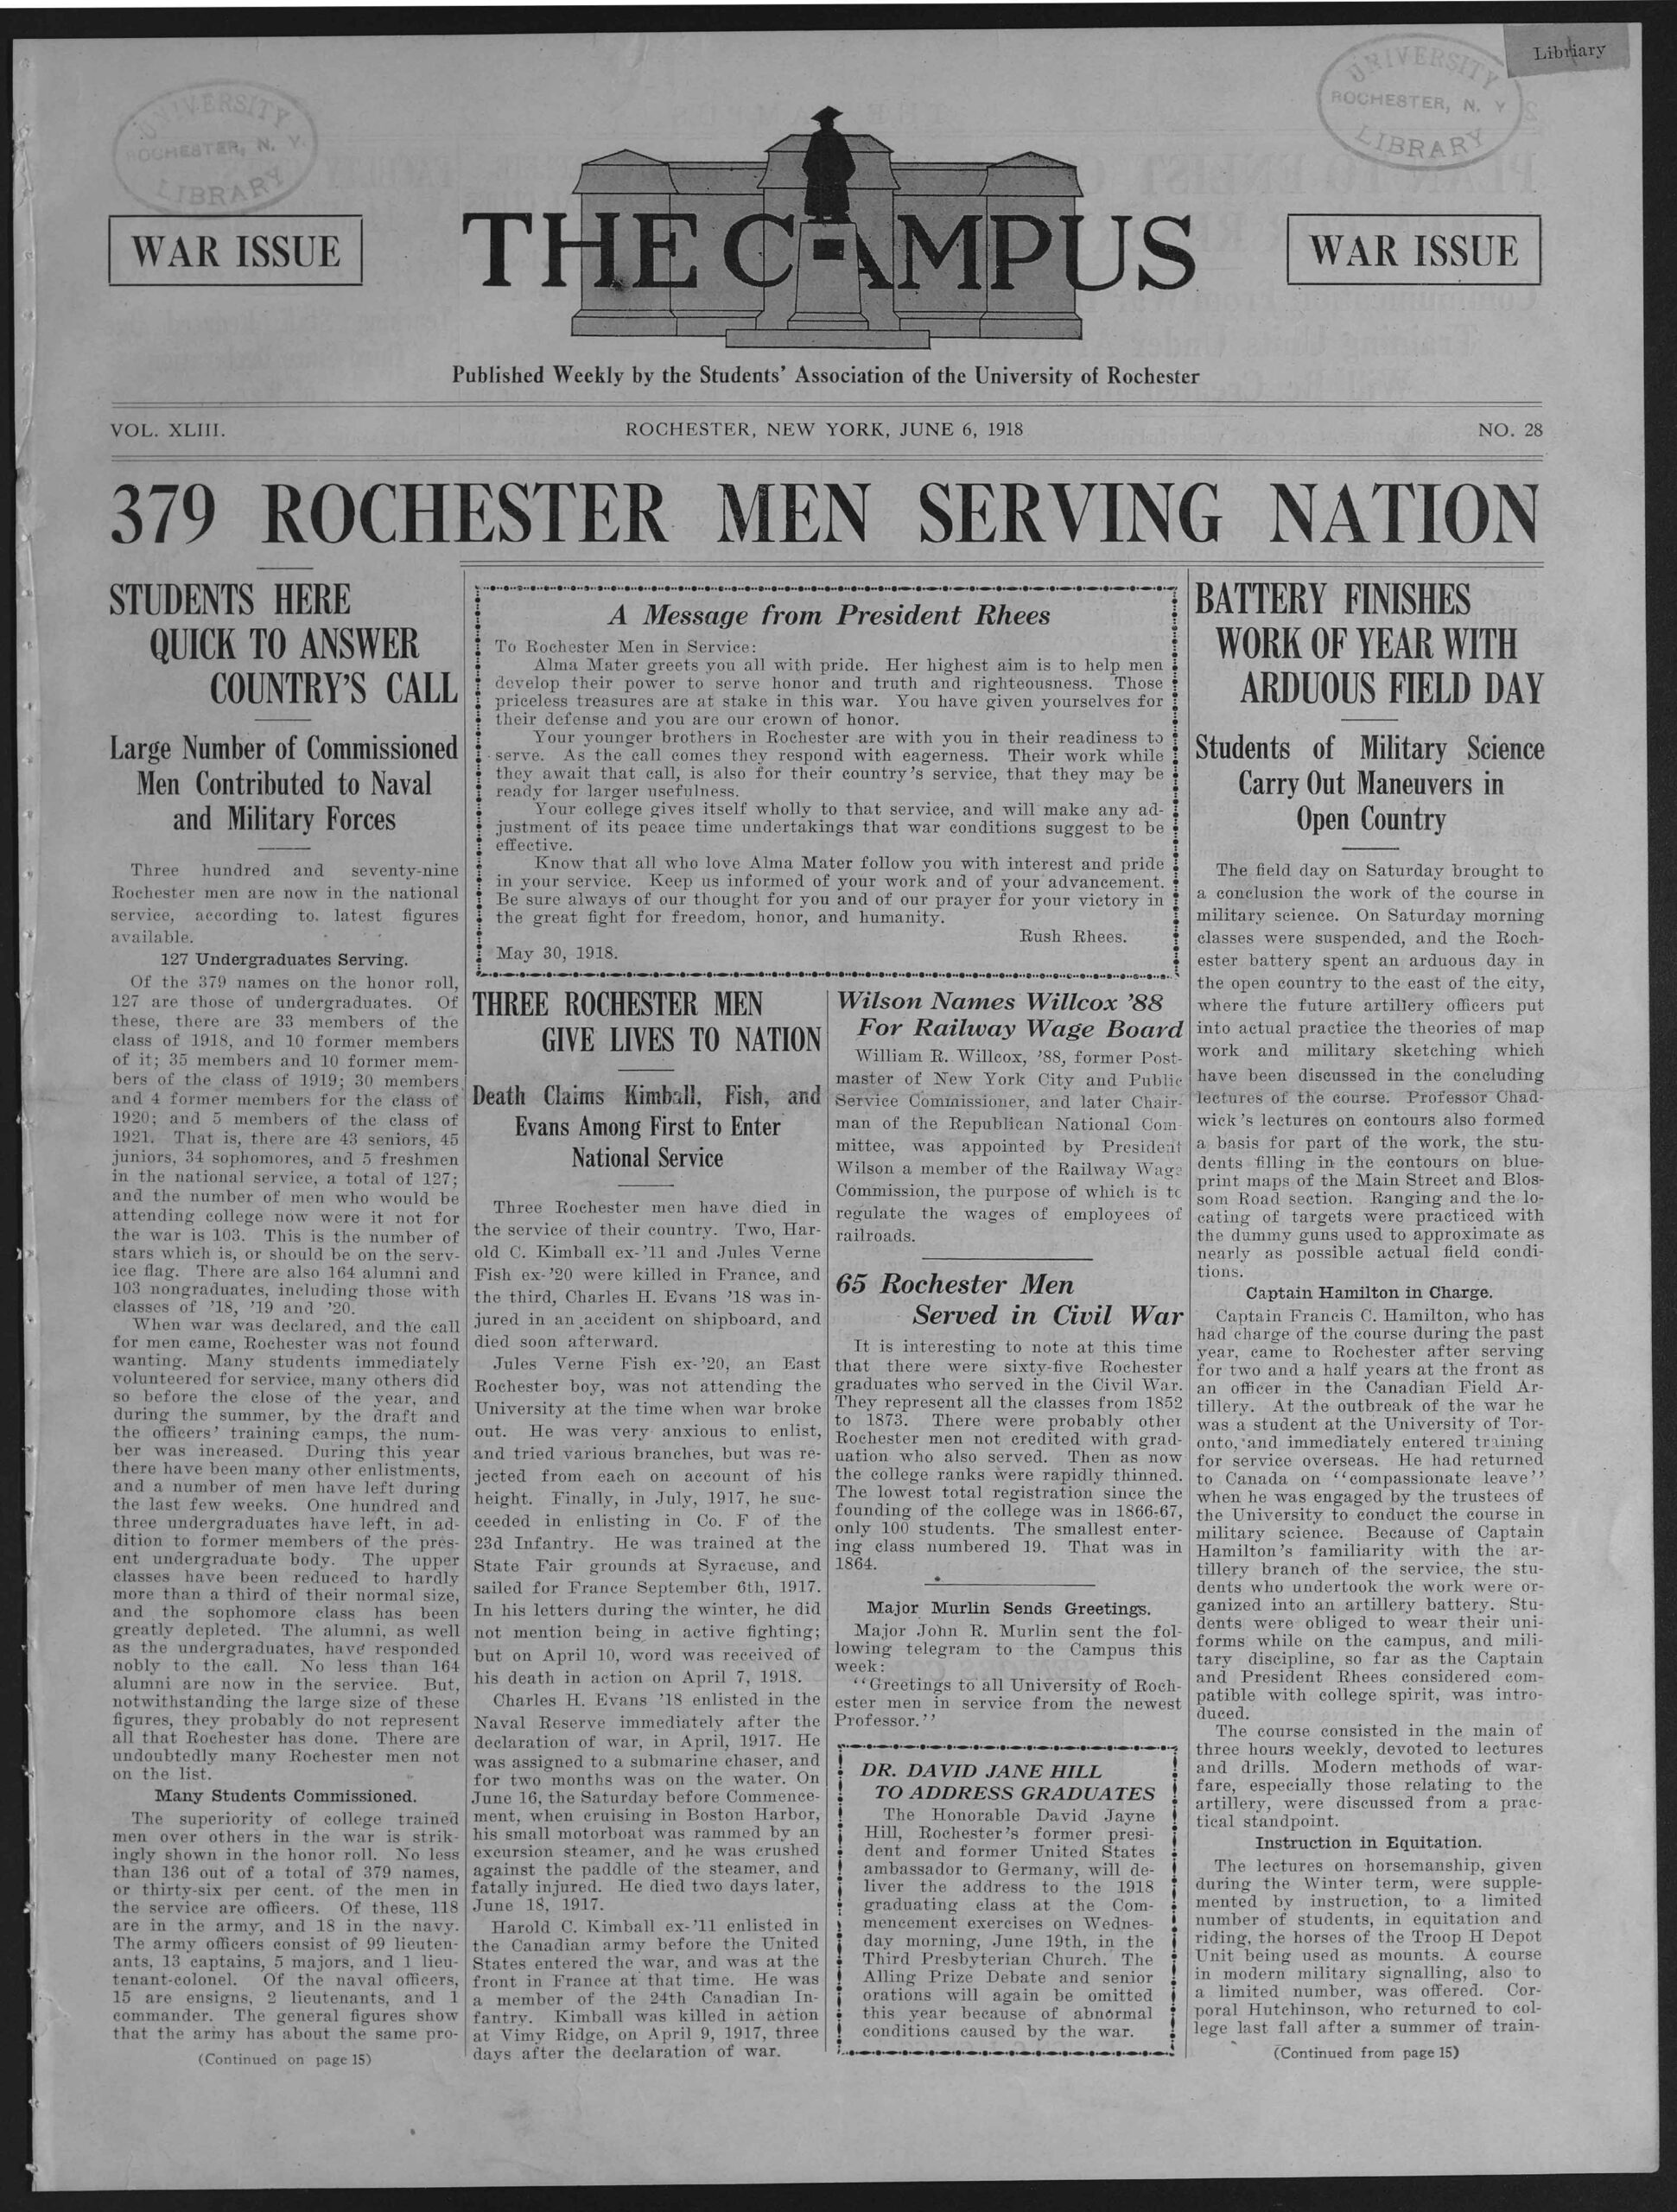 Library
UNIVERSITY
ROCHESTER, N. Y.
LIBRARY
UNIVERSITY
ROCHESTER, N. Y
LIBRARY
WAR ISSUE
THE CAMPUS
WAR ISSUE
Published Weekly by the Students' Association of the University of Rochester
VOL. XLIII.
ROCHESTER, NEW YORK, JUNE 6, 1918
NO. 28
379 ROCHESTER MEN SERVING NATION
STUDENTS HERE
QUICK TO ANSWER
COUNTRY'S CALL
Large Number of Commissioned
Men Contributed to Naval
and Military Forces
Three hundred and seventy-nine
Rochester men are now in the national
service, according to. latest figures
available.
127 Undergraduates Serving.
Of the 379 names on the honor roll,
127 are those of undergraduates. Of
these, there are 33 members of the
class of 1918, and 10 former members
of it; 35 members and 10 former mem-
bers of the class of 1919; 30 members
and 4 former members for the class of
1920; and 5 members of the class of
1921. That is, there are 43 seniors, 45
juniors, 34 sophomores, and 5 freshmen
in the national service, a total of 127;
and the number of men who would be
attending college now were it not for
the war is 103. This is the number of
stars which is, or should be on the serv-
ice flag. There are also 164 alumni and
103 nongraduates, including those with
classes of '18, '19 and '20.
When war was declared, and the call
for men came, Rochester was not found
wanting. Many students immediately
volunteered for service, many others did
so before the close of the year, and
during the summer, by the draft and
the officers' training camps, the num-
ber was increased. During this year
there have been many other enlistments,
and a number of men have left during
the last few weeks. One hundred and
three undergraduates have left, in ad-
dition to former members of the pres-
ent undergraduate body. The upper
classes have been reduced to hardly
more than a third of their normal size,
and the sophomore class has been
greatly depleted. The alumni, as well
as the undergraduates, have responded
nobly to the call. No less than 164
alumni are now in the service. But,
notwithstanding the large size of these
figures, they probably do not represent
all that Rochester has done. There are
undoubtedly many Rochester men not
on the list.
Many Students Commissioned.
The superiority of college trained
men over others in the war is strik-
ingly shown in the honor roll. No less
than 136 out of a total of 379 names,
or thirty-six per cent. of the men in
the service are officers. Of these, 118
are in the army, and 18 in the navy.
The army officers consist of 99 lieuten-
ants, 13 captains, 5 majors, and 1 lieu-
tenant-colonel. Of the naval officers,
15 are ensigns, 2 lieutenants, and 1
commander. The general figures show
that the army has about the same pro-
(Continued on page 15)
A Message from President Rhees
To Rochester Men in Service:
Alma Mater greets you all with pride. Her highest aim is to help men
develop their power to serve honor and truth and righteousness. Those
priceless treasures are at stake in this war. You have given yourselves for
their defense and you are our crown of honor.
Your younger brothers in Rochester are with you in their readiness to
serve. As the call comes they respond with eagerness. Their work while
they await that call, is also for their country's service, that they may be
ready for larger usefulness.
Your college gives itself wholly to that service, and will make any ad-
justment of its peace time undertakings that war conditions suggest to be
effective.
Know that all who love Alma Mater follow you with interest and pride
in your service. Keep us informed of your work and of your advancement.
Be sure always of our thought for you and of our prayer for your victory in
the great fight for freedom, honor, and humanity.
Rush Rhees.
May 30, 1918.
THREE ROCHESTER MEN
GIVE LIVES TO NATION
Death Claims Kimball, Fish, and
Evans Among First to Enter
National Service
Three Rochester men have died in
the service of their country. Two, Har-
old C. Kimball ex-'11 and Jules Verne
Fish ex-'20 were killed in France, and
the third, Charles H. Evans '18 was in-
jured in an accident on shipboard, and
died soon afterward.
Jules Verne Fish ex-'20, an East
Rochester boy, was not attending the
University at the time when war broke
out. He was very anxious to enlist,
and tried various branches, but was re-
jected from each on account of his
height. Finally, in July, 1917, he suc-
ceeded in enlisting in Co. F of the
23d Infantry. He was trained at the
State Fair grounds at Syracuse, and
sailed for France September 6th, 1917.
In his letters during the winter, he did
not mention being in active fighting;
but on April 10, word was received of
his death in action on April 7, 1918.
Charles H. Evans '18 enlisted in the
Naval Reserve immediately after the
declaration of war, in April, 1917. He
was assigned to a submarine chaser, and
for two months was on the water. On
June 16, the Saturday before Commence-
ment, when cruising in Boston Harbor,
his small motorboat was rammed by an
excursion steamer, and he was crushed
against the paddle of the steamer, and
fatally injured. He died two days later,
June 18, 1917.
Harold C. Kimball ex-'11 enlisted in
the Canadian army before the United
States entered the war, and was at the
front in France at that time. He was
a member of the 24th Canadian In-
fantry. Kimball was killed in action
at Vimy Ridge, on April 9, 1917, three
days after the declaration of war.
Wilson Names Willcox '88
For Railway Wage Board
William R. Willcox, '88, former Post-
master of New York City and Public
Service Commissioner, and later Chair-
man of the Republican National Com-
mittee, was appointed by President
Wilson a member of the Railway Wage
Commission, the purpose of which is to
regulate the wages of employees of
railroads.
65 Rochester Men
Served in Civil War
It is interesting to note at this time
that there were sixty-five Rochester
graduates who served in the Civil War.
They represent all the classes from 1852
to 1873. There were probably other
Rochester men not credited with grad-
uation who also served. Then as now
the college ranks were rapidly thinned.
The lowest total registration since the
founding of the college was in 1866-67,
only 100 students. The smallest enter-
ing class numbered 19. That was in
1864.
Major Murlin Sends Greetings.
Major John R. Murlin sent the fol-
lowing telegram to the Campus this
week:
"Greetings to all University of Roch-
ester men in service from the newest
Professor."
DR. DAVID JANE HILL
TO ADDRESS GRADUATES
The Honorable David Jayne
Hill, Rochester's former presi-
dent and former United States
ambassador to Germany, will de-
liver the address to the 1918
graduating class at the Com-
mencement exercises on Wednes-
day morning, June 19th, in the
Third Presbyterian Church. The
Alling Prize Debate and senior
orations will again be omitted
this year because of abnormal
conditions caused by the war.
BATTERY FINISHES
WORK OF YEAR WITH
ARDUOUS FIELD DAY
Students of Military Science
Carry Out Maneuvers in
Open Country
The field day on Saturday brought to
a conclusion the work of the course in
military science. On Saturday morning
classes were suspended, and the Roch-
ester battery spent an arduous day in
the open country to the east of the city,
where the future artillery officers put
into actual practice the theories of map
work and military sketching which
have been discussed in the concluding
lectures of the course. Professor Chad-
wick's lectures on contours also formed
a basis for part of the work, the stu-
dents filling in the contours on blue-
print maps of the Main Street and Blos-
som Road section. Ranging and the lo-
cating of targets were practiced with
the dummy guns used to approximate as
nearly as possible actual field condi-
tions.
Captain Hamilton in Charge.
Captain Francis C. Hamilton, who has
had charge of the course during the past
year, came to Rochester after serving
for two and a half years at the front as
an officer in the Canadian Field Ar-
tillery. At the outbreak of the war he
was a student at the University of Tor-
onto, and immediately entered training
for service overseas. He had returned
to Canada on "compassionate leave"
when he was engaged by the trustees of
the University to conduct the course in
military science. Because of Captain
Hamilton's familiarity with the ar-
tillery branch of the service, the stu-
dents who undertook the work were or-
ganized into an artillery battery. Stu-
dents were obliged to wear their uni-
forms while on the campus, and mili-
tary discipline, so far as the Captain
and President Rhees considered com-
patible with college spirit, was intro-
duced.
The course consisted in the main of
three hours weekly, devoted to lectures
and drills. Modern methods of war-
fare, especially those relating to the
artillery, were discussed from a prac-
tical standpoint.
Instruction in Equitation.
The lectures on horsemanship, given
during the Winter term, were supple-
mented by instruction, to a limited
number of students, in equitation and
riding, the horses of the Troop H Depot
Unit being used as mounts. A course
in modern military signalling, also to
a limited number, was offered. Cor-
poral Hutchinson, who returned to col-
lege last fall after a summer of train-
(Continued from page 15)